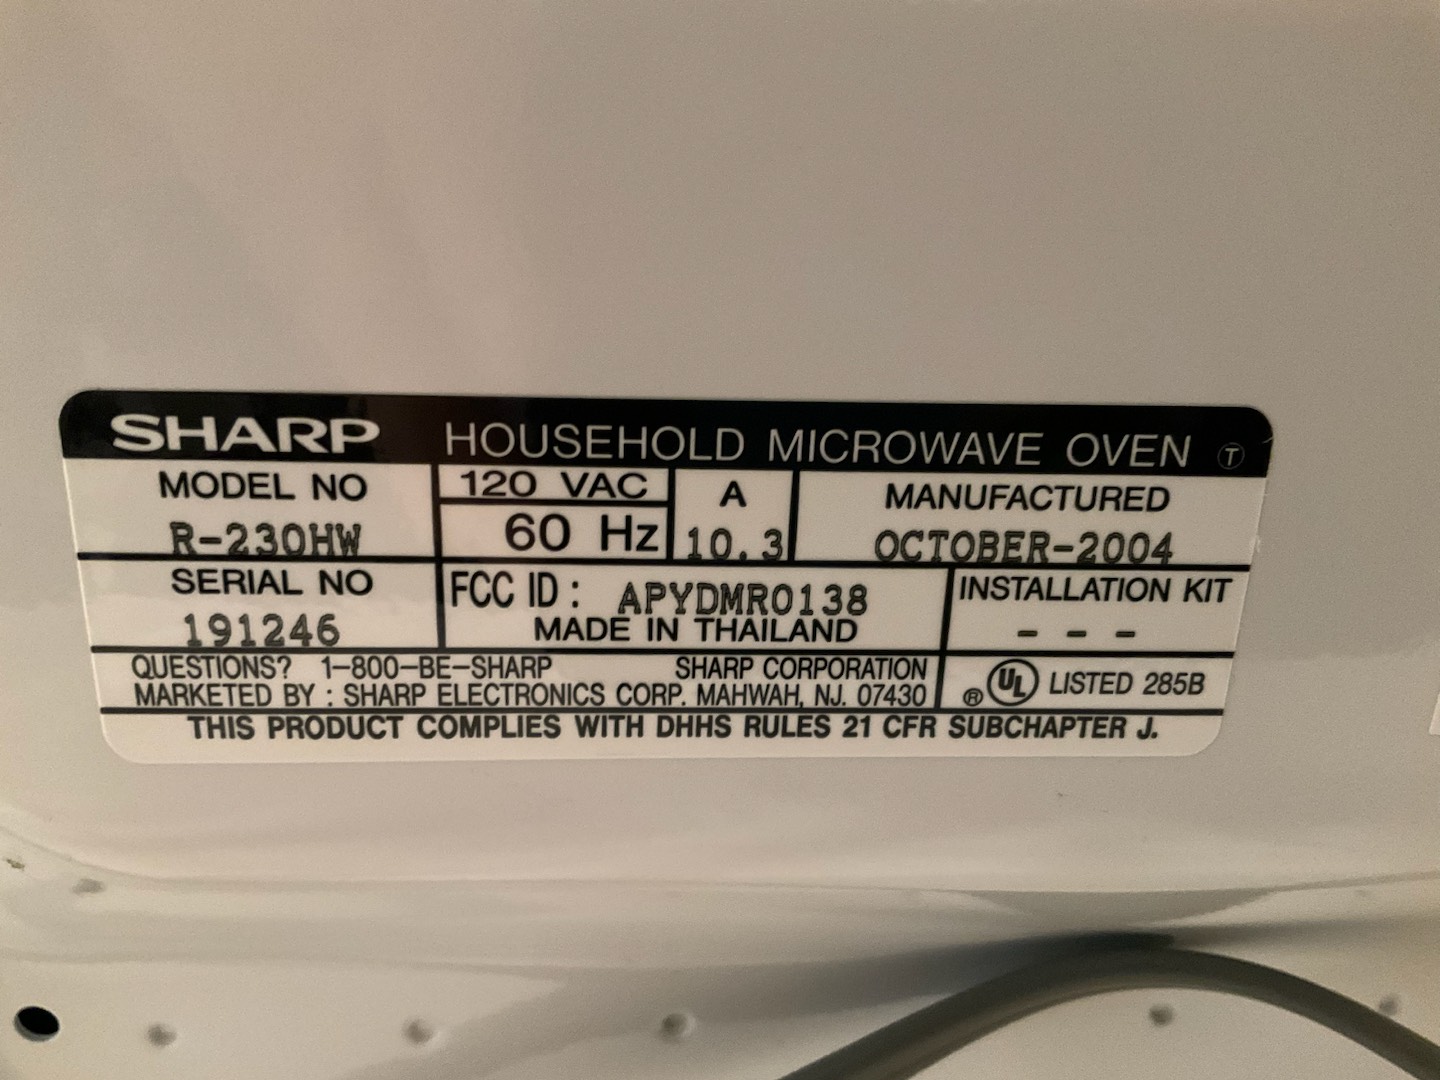 SHARP HOUSEHOLD MICROWAVE OVEN T
MODEL NO
R-230HW
120 VAC
60 Hz
A
10.3
MANUFACTURED
OCTOBER-2004
SERIAL NO
191246
FCC ID : APYDMR0138
MADE IN THAILAND
INSTALLATION KIT
- - -
QUESTIONS? 1-800-BE-SHARP SHARP CORPORATION
MARKETED BY : SHARP ELECTRONICS CORP. MAHWAH, NJ. 07430
® UL LISTED 285B
THIS PRODUCT COMPLIES WITH DHHS RULES 21 CFR SUBCHAPTER J.